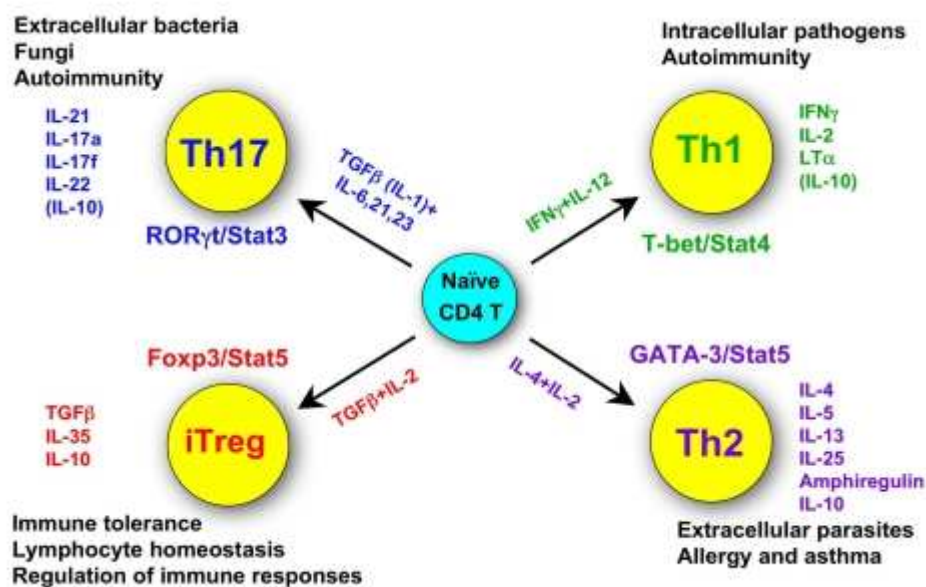 Extracellular bacteria
Fungi
Autoimmunity
IL-21
IL-17a
IL-17f
IL-22
(IL-10)
Th17
RORγt/Stat3
TGFβ (IL-1)+
IL-6,21,23
Intracellular pathogens
Autoimmunity
IFNγ
IL-2
LTα
(IL-10)
Th1
T-bet/Stat4
IFNγ+IL-12
Naïve
CD4 T
Foxp3/Stat5
TGFβ+IL-2
TGFβ
IL-35
IL-10
iTreg
Immune tolerance
Lymphocyte homeostasis
Regulation of immune responses
GATA-3/Stat5
IL-4+IL-2
Th2
IL-4
IL-5
IL-13
IL-25
Amphiregulin
IL-10
Extracellular parasites
Allergy and asthma